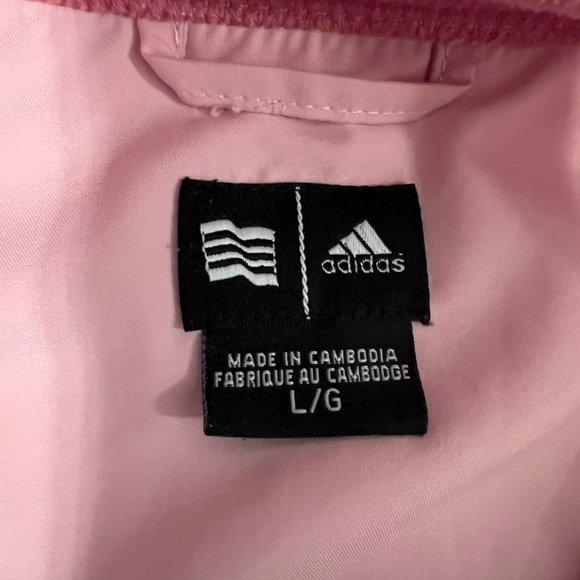 adidas
MADE IN CAMBODIA
FABRIQUE AU CAMBODGE
L/G